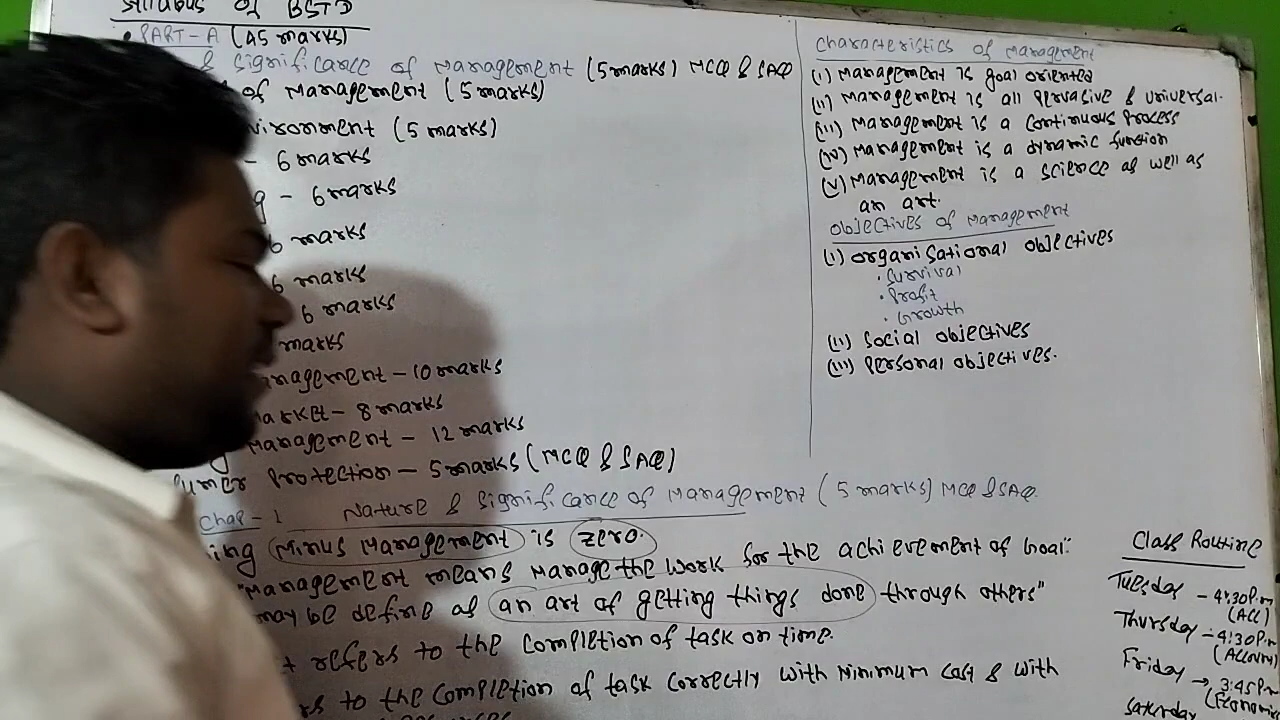 Syllabus of BSTD
• PART-A (45 marks)
& Significance of Management (5 marks) MCQ & SAQ
of Management (5 marks)
vironment (5 marks)
- 6 marks
g - 6 marks
6 marks
6 marks
6 marks
marks
anagement - 10 marks
arket - 8 marks
Management - 12 marks
umer Protection - 5 marks (MCQ & SAQ)
Characteristics of Management
(i) Management is goal oriented
(ii) Management is all Pervasive & Universal.
(iii) Management is a continuous Process
(iv) Management is a dynamic function
(v) Management is a science as well as
an art.
Objectives of Management
(i) Organisational objectives
• Survival
• Profit
• Growth
(ii) Social objectives
(iii) Personal objectives.
Chap-1 Nature & Significance of Management (5 marks) MCQ & SAQ
ing Minus Management is zero.
"Management means Manage the work for the achievement of Goal".
may be define as an art of getting things done through others"
t refers to the completion of task on time.
rs to the completion of task correctly with Minimum cost & with
Class Routine
Tuesday - 4:30 P.m
(ACC)
Thursday - 4:30 P.m
Friday → 3:45 P.m
(Economics
Saturday